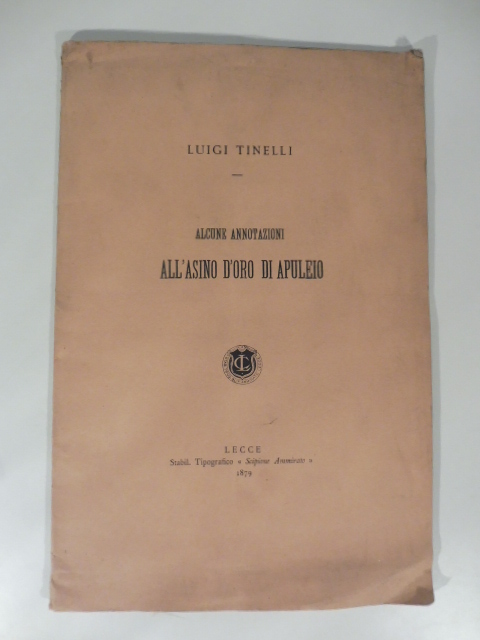 LUIGI TINELLI
ALCUNE ANNOTAZIONI
ALL'ASINO D'ORO DI APULEIO
LECCE
Stabil. Tipografico « Scipione Ammirato »
1879